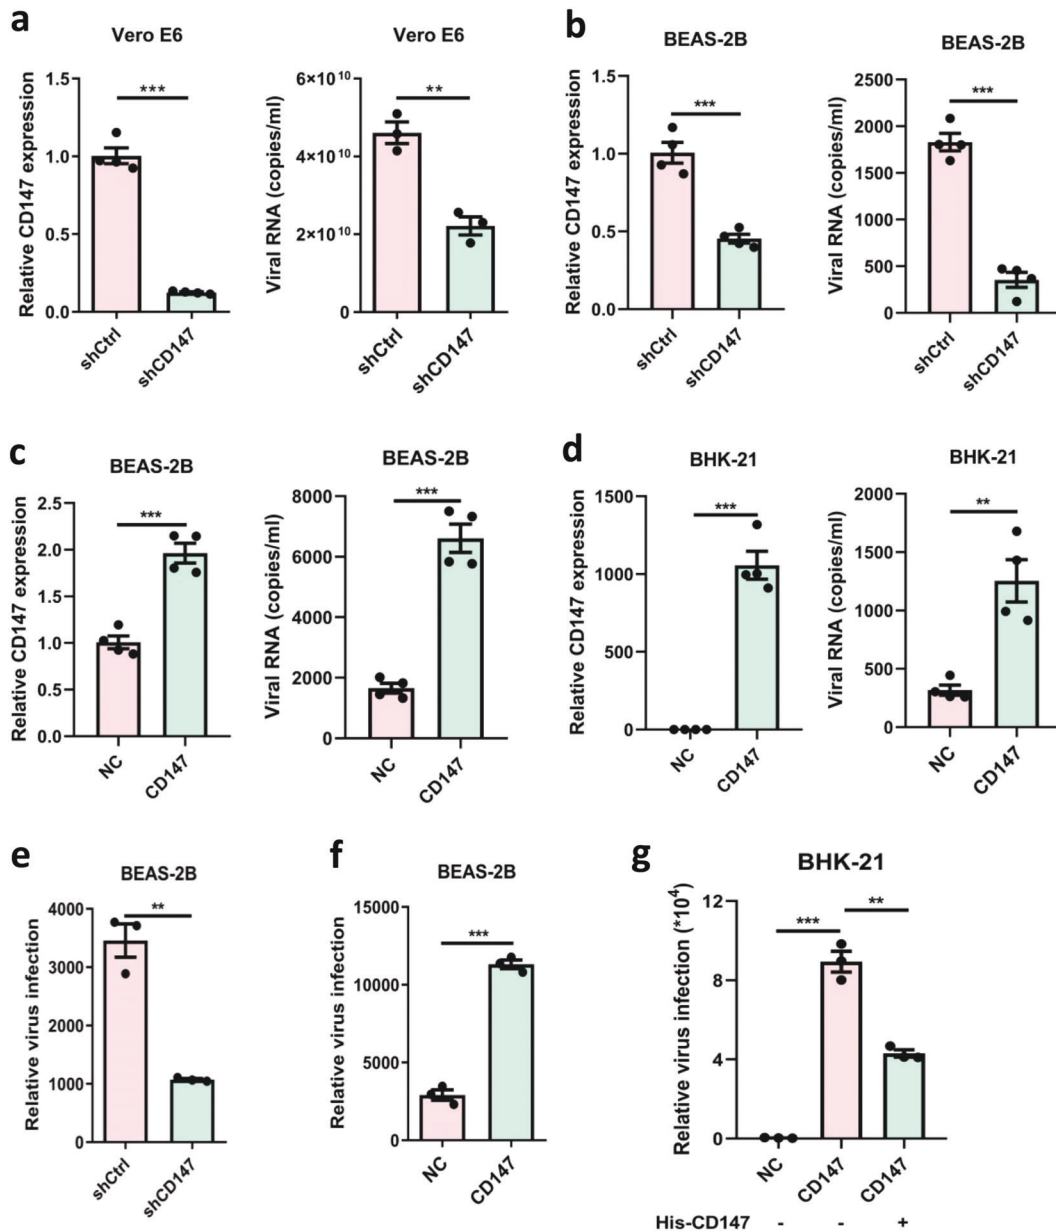 a
Vero E6
Relative CD147 expression
1.5
1.0
0.5
0.0
***
shCtrl
shCD147
Vero E6
Viral RNA (copies/ml)
6×10¹⁰
4×10¹⁰
2×10¹⁰
0
**
shCtrl
shCD147
b
BEAS-2B
Relative CD147 expression
1.5
1.0
0.5
0.0
***
shCtrl
shCD147
BEAS-2B
Viral RNA (copies/ml)
2500
2000
1500
1000
500
0
***
shCtrl
shCD147
c
BEAS-2B
Relative CD147 expression
2.5
2.0
1.5
1.0
1.0
0.0
***
NC
CD147
BEAS-2B
Viral RNA (copies/ml)
8000
6000
4000
2000
0
***
NC
CD147
d
BHK-21
Relative CD147 expression
1500
1000
500
0
***
NC
CD147
BHK-21
Viral RNA (copies/ml)
2000
1500
1000
500
0
**
NC
CD147
e
BEAS-2B
Relative virus infection
4000
3000
2000
1000
0
**
shCtrl
shCD147
f
BEAS-2B
Relative virus infection
15000
10000
5000
0
***
NC
CD147
g
BHK-21
Relative virus infection (*10⁴)
12
8
4
0
***
**
NC
CD147
CD147
His-CD147 - - +